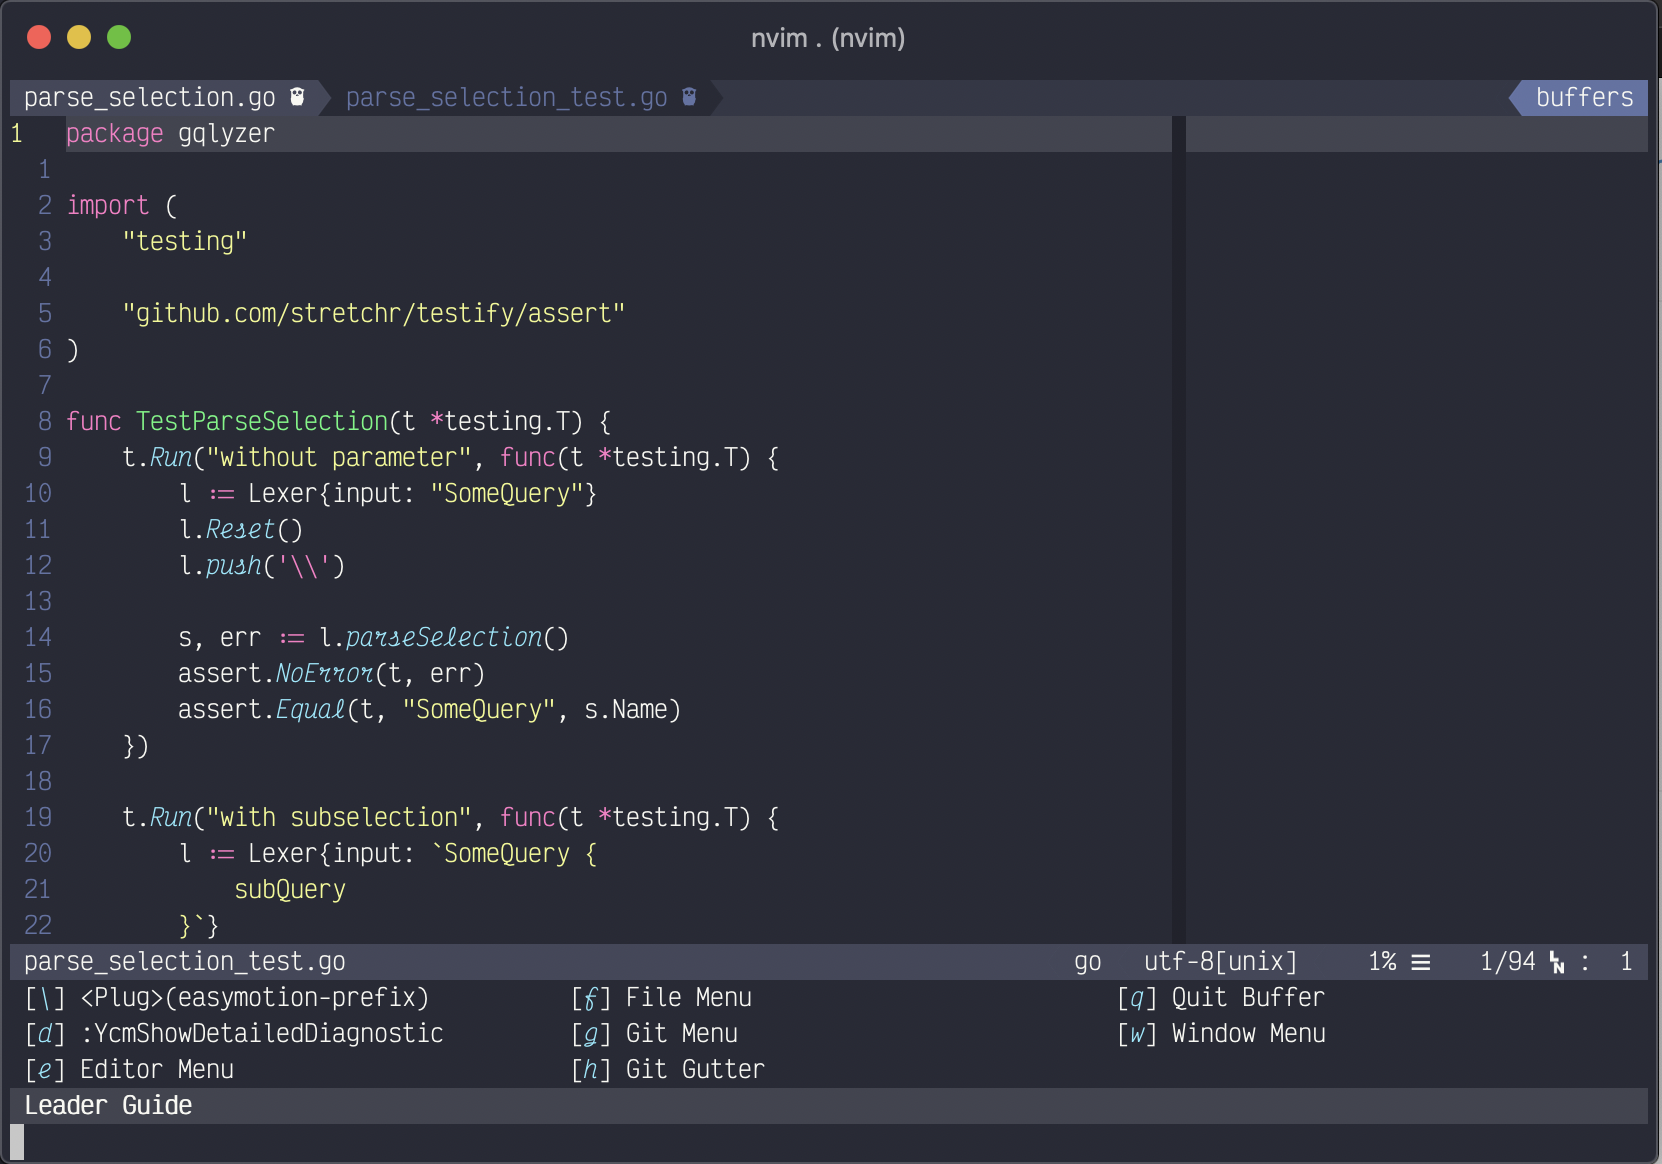 nvim . (nvim)
parse_selection.go parse_selection_test.go buffers
1 package gqlyzer
1
2 import (
3 "testing"
4
5 "github.com/stretchr/testify/assert"
6 )
7
8 func TestParseSelection(t *testing.T) {
9 t.Run("without parameter", func(t *testing.T) {
10 l := Lexer{input: "SomeQuery"}
11 l.Reset()
12 l.push('\\')
13
14 s, err := l.parseSelection()
15 assert.NoError(t, err)
16 assert.Equal(t, "SomeQuery", s.Name)
17 })
18
19 t.Run("with subselection", func(t *testing.T) {
20 l := Lexer{input: `SomeQuery {
21 subQuery
22 }`}
parse_selection_test.go go utf-8[unix] 1% ☰ 1/94 LN : 1
[\] <Plug>(easymotion-prefix) [f] File Menu [q] Quit Buffer
[d] :YcmShowDetailedDiagnostic [g] Git Menu [w] Window Menu
[e] Editor Menu [h] Git Gutter
Leader Guide